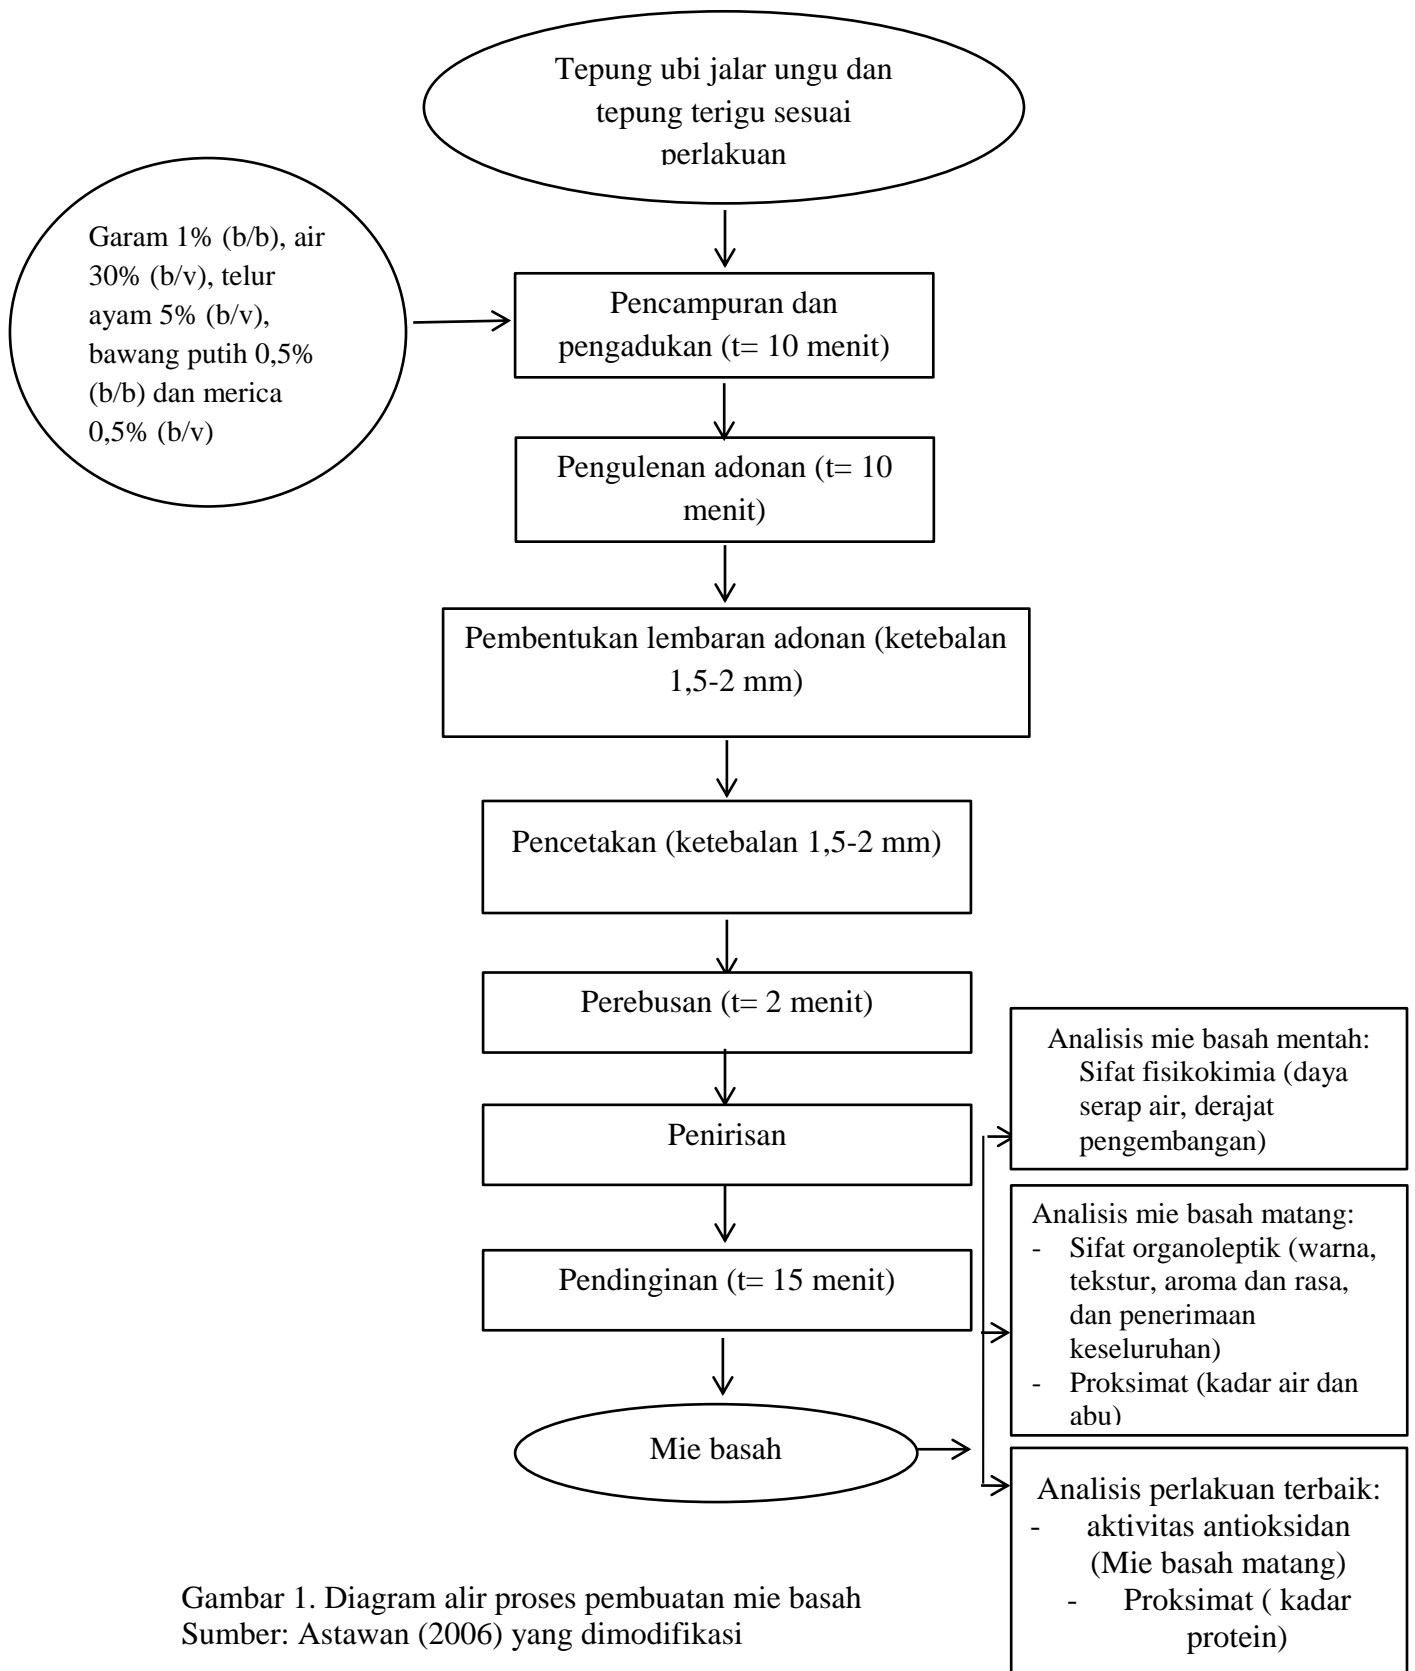 Tepung ubi jalar ungu dan
tepung terigu sesuai
perlakuan
Garam 1% (b/b), air
30% (b/v), telur
ayam 5% (b/v),
bawang putih 0,5%
(b/b) dan merica
0,5% (b/v)
Pencampuran dan
pengadukan (t= 10 menit)
Pengulenan adonan (t= 10
menit)
Pembentukan lembaran adonan (ketebalan
1,5-2 mm)
Pencetakan (ketebalan 1,5-2 mm)
Perebusan (t= 2 menit)
Penirisan
Pendinginan (t= 15 menit)
Mie basah
Analisis mie basah mentah:
Sifat fisikokimia (daya
serap air, derajat
pengembangan)
Analisis mie basah matang:
- Sifat organoleptik (warna,
tekstur, aroma dan rasa,
dan penerimaan
keseluruhan)
- Proksimat (kadar air dan
abu)
Analisis perlakuan terbaik:
- aktivitas antioksidan
(Mie basah matang)
- Proksimat ( kadar
protein)
Gambar 1. Diagram alir proses pembuatan mie basah
Sumber: Astawan (2006) yang dimodifikasi